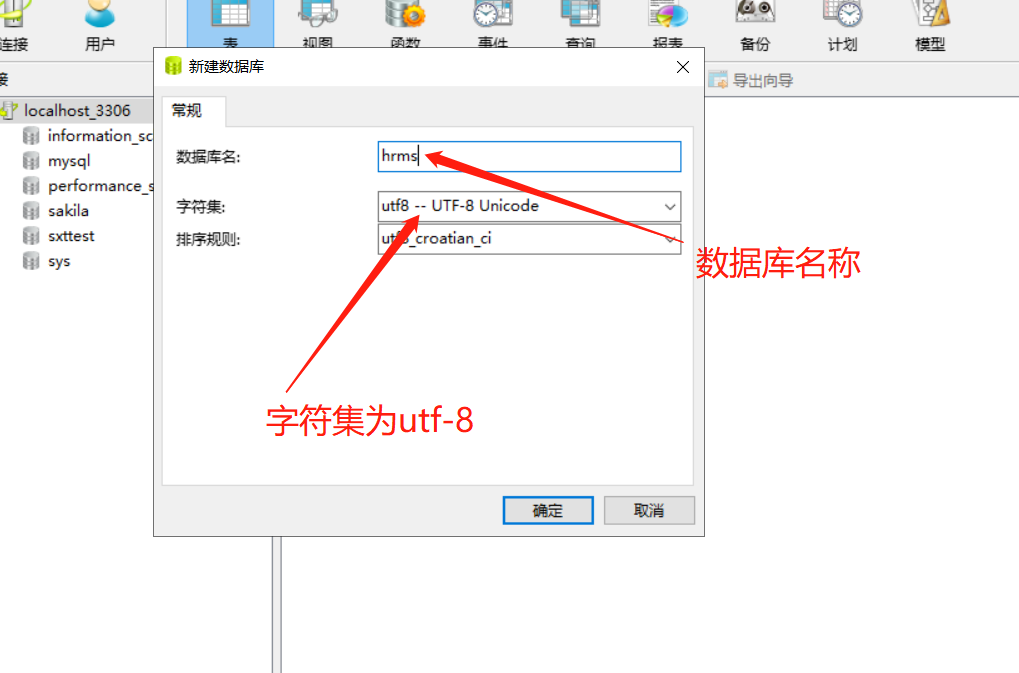 连接
用户
表
视图
函数
事件
查询
报表
备份
计划
模型
新建数据库
导出向导
常规
localhost_3306
information_sc
mysql
performance_s
sakila
sxttest
sys
数据库名:
hrms
字符集:
utf8 -- UTF-8 Unicode
排序规则:
utf8_croatian_ci
数据库名称
字符集为utf-8
确定
取消